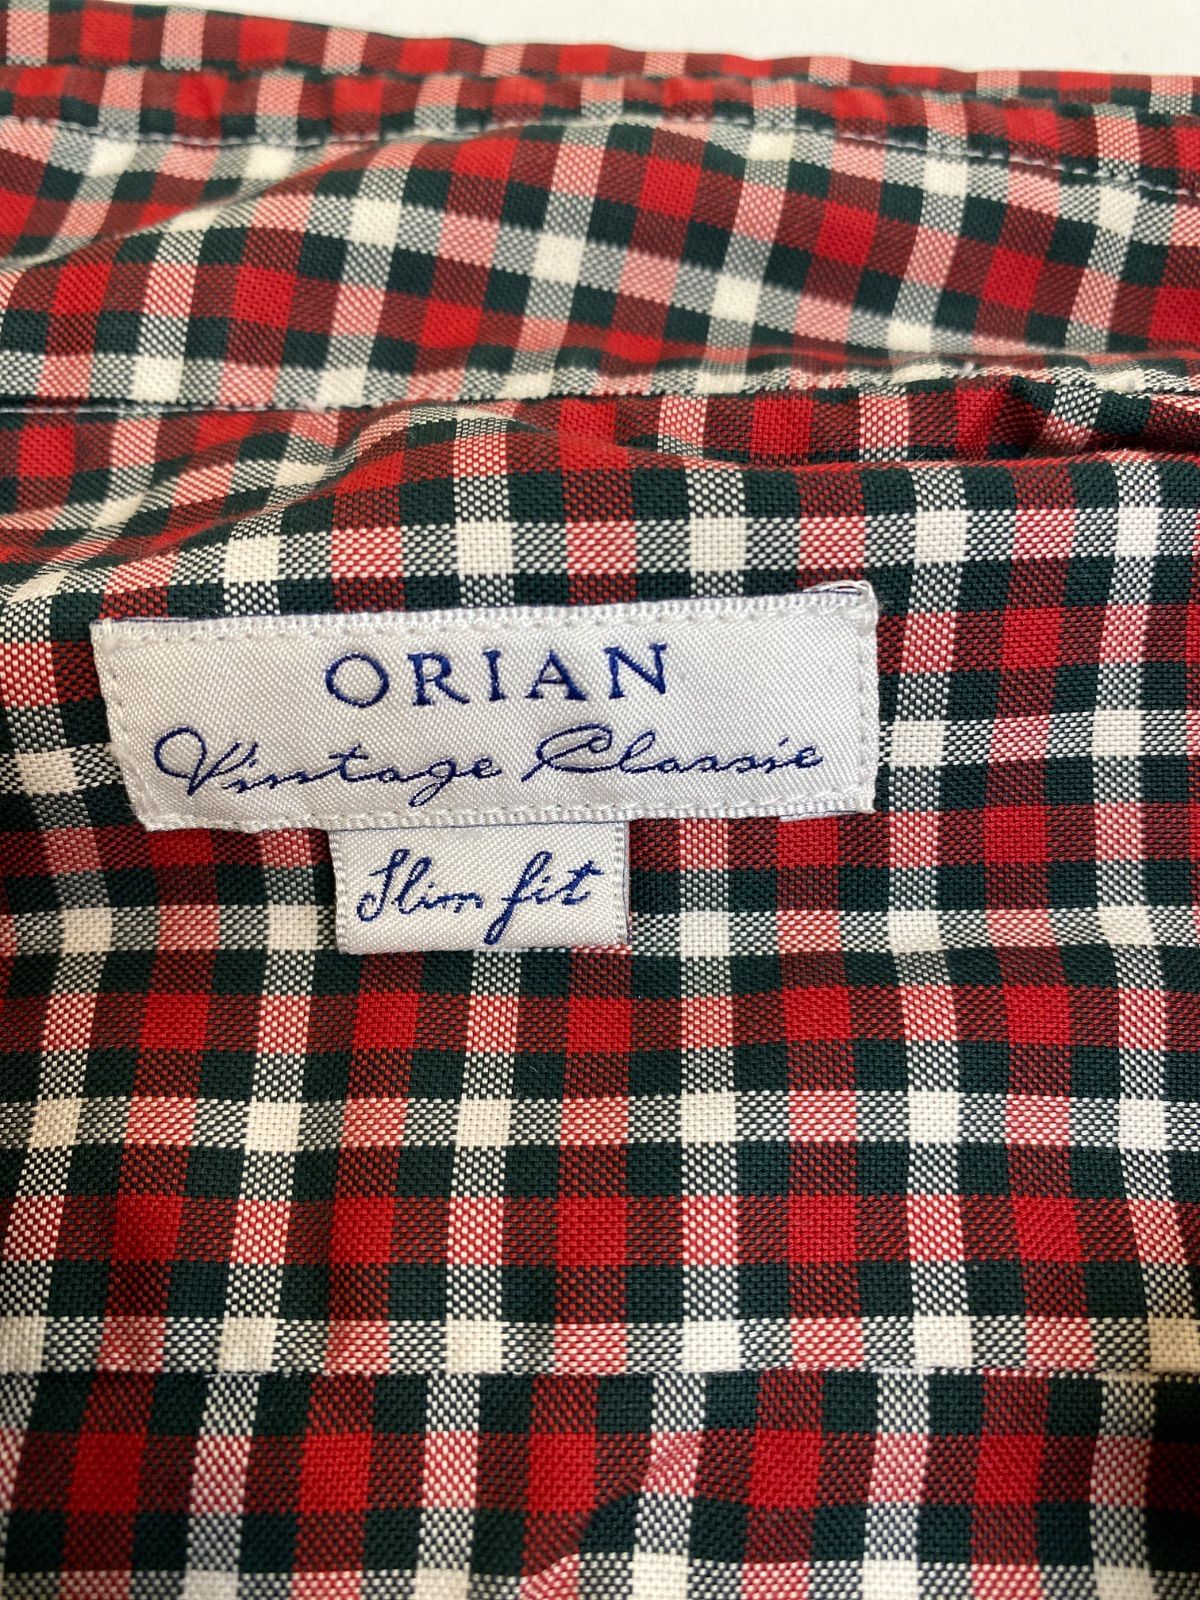 ORIAN
Vintage Classic
Slim fit